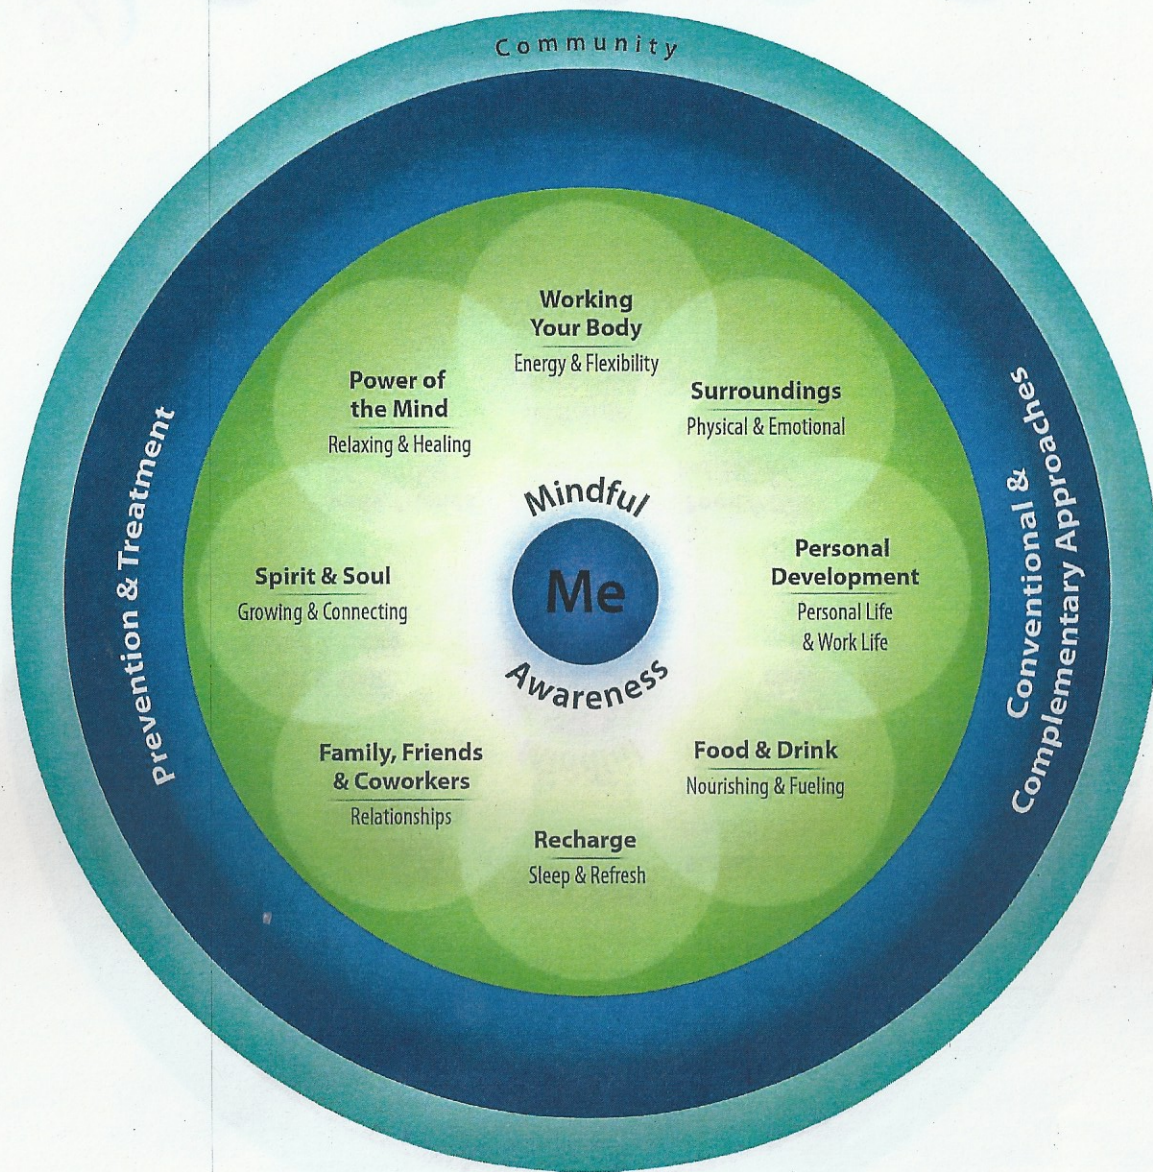 Community
Working
Your Body
Energy & Flexibility
Surroundings
Physical & Emotional
Personal
Development
Personal Life
& Work Life
Food & Drink
Nourishing & Fueling
Recharge
Sleep & Refresh
Family, Friends
& Coworkers
Relationships
Spirit & Soul
Growing & Connecting
Power of
the Mind
Relaxing & Healing
Mindful
Me
Awareness
Prevention & Treatment
Conventional &
Complementary Approaches